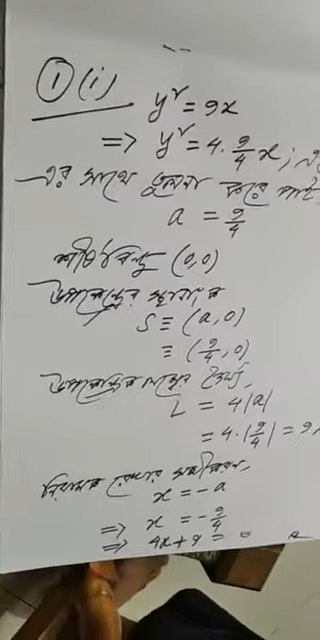 ① (i) y² = 9x
⇒ y² = 4·9/4 x ;
এর সাথে তুলনা করে পাই
a = 9/4
শীর্ষবিন্দু (0,0)
উপকেন্দ্রের স্থানাঙ্ক
S ≡ (a, 0)
≡ (9/4, 0)
উপকেন্দ্রিক লম্বের দৈর্ঘ্য,
L = 4|a|
= 4·|9/4| = 9
নিয়ামক রেখার সমীকরণ,
x = -a
⇒ x = -9/4
⇒ 4x+9 = 0